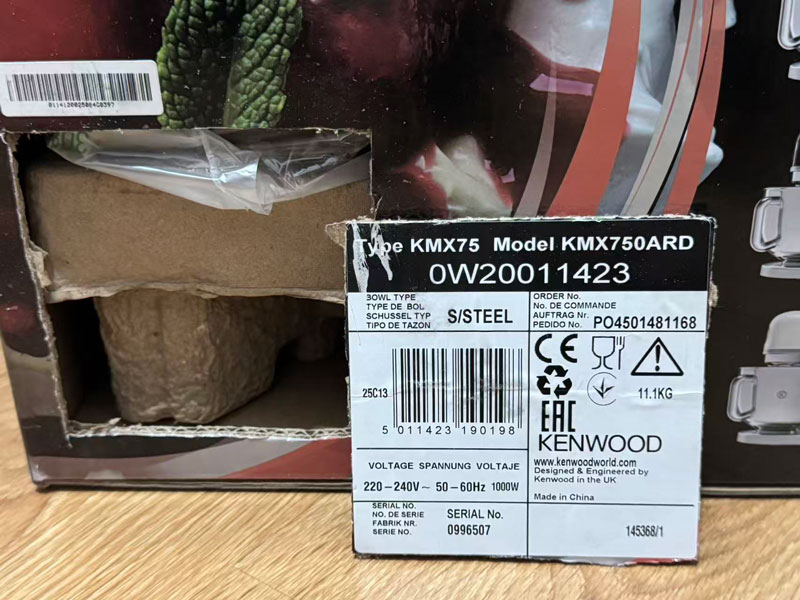 01141200250840397
Type KMX75 Model KMX750ARD
0W20011423
BOWL TYPE
TYPE DE BOL
SCHUSSEL TYP
TIPO DE TAZON
S/STEEL
ORDER No.
No. DE COMMANDE
AUFTRAG Nr.
PEDIDO No.
PO4501481168
25C13
5 011423 190198
CE
11.1KG
EAC
KENWOOD
www.kenwoodworld.com
Designed & Engineered by
Kenwood in the UK
Made in China
VOLTAGE SPANNUNG VOLTAJE
220-240V~ 50-60Hz 1000W
SERIAL NO.
NO. DE SERIE
FABRIK NR.
SERIE NO.
SERIAL No.
0996507
145368/1